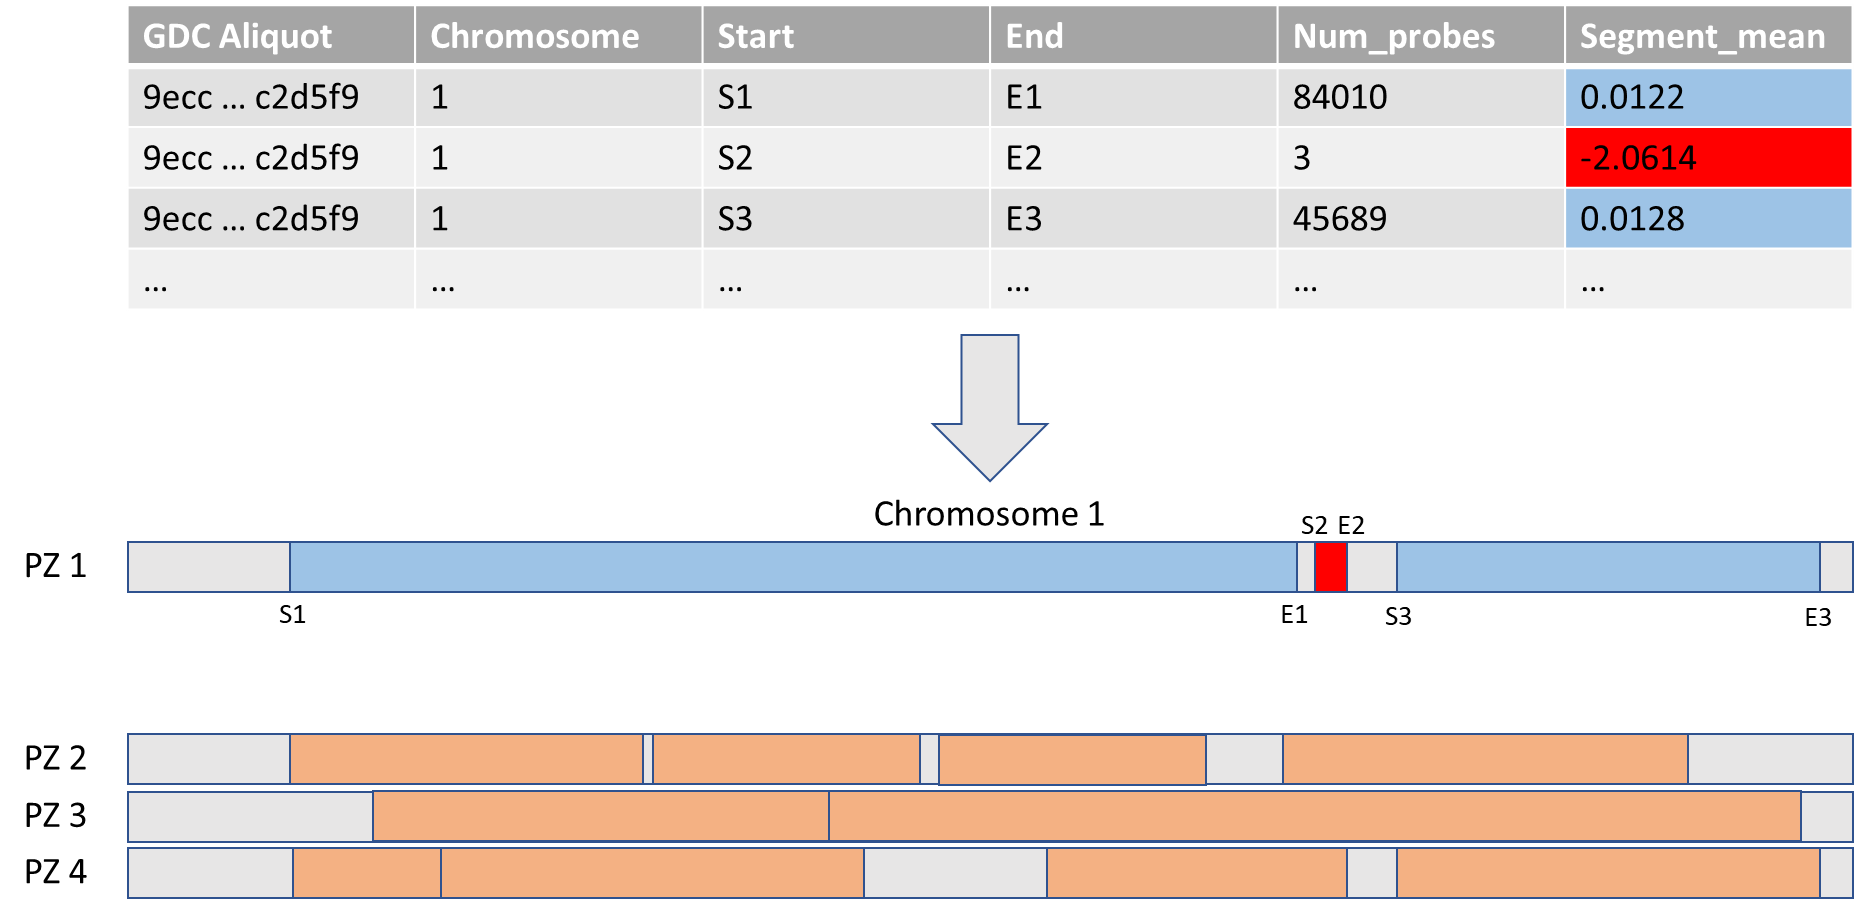 GDC Aliquot Chromosome Start End Num_probes Segment_mean
9ecc ... c2d5f9 1 S1 E1 84010 0.0122
9ecc ... c2d5f9 1 S2 E2 3 -2.0614
9ecc ... c2d5f9 1 S3 E3 45689 0.0128
... ... ... ... ... ...
Chromosome 1
S2 E2
PZ 1
S1 E1 S3 E3
PZ 2
PZ 3
PZ 4